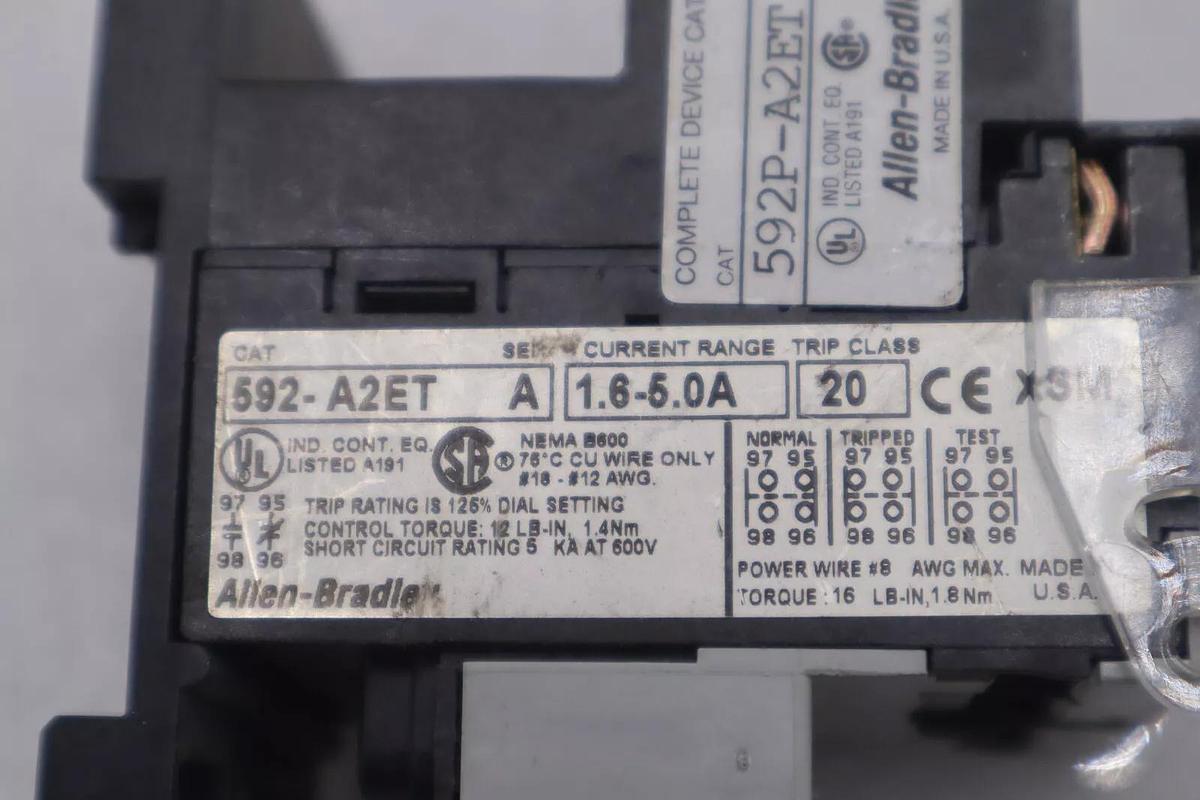 COMPLETE DEVICE CAT
CAT
592P-A2ET
UL IND. CONT. EQ. SA ®
LISTED A191
Allen-Bradle
MADE IN U.S.A.
CAT CURRENT RANGE TRIP CLASS
592- A2ET A 1.6-5.0A 20 CE
UL IND. CONT. EQ.
LISTED A191
SA ® NEMA B600
75°C CU WIRE ONLY
#18 - #12 AWG.
97 95
98 96
TRIP RATING IS 125% DIAL SETTING
CONTROL TORQUE: 12 LB-IN, 1.4Nm
SHORT CIRCUIT RATING 5 KA AT 600V
Allen-Bradley
NORMAL TRIPPED TEST
97 95 97 95 97 95
98 96 98 96 98 96
POWER WIRE #8 AWG MAX. MADE
TORQUE: 16 LB-IN, 1.8 Nm U.S.A.